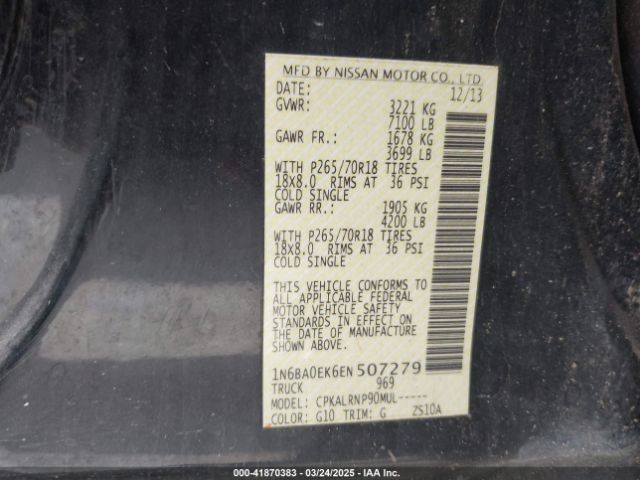 MFD BY NISSAN MOTOR CO., LTD.
DATE: 12/13
GVWR: 3221 KG
7100 LB
GAWR FR.: 1678 KG
3699 LB
WITH P265/70R18 TIRES
18X8.0 RIMS AT 36 PSI
COLD SINGLE
GAWR RR.: 1905 KG
4200 LB
WITH P265/70R18 TIRES
18X8.0 RIMS AT 36 PSI
COLD SINGLE
THIS VEHICLE CONFORMS TO
ALL APPLICABLE FEDERAL
MOTOR VEHICLE SAFETY
STANDARDS IN EFFECT ON
THE DATE OF MANUFACTURE
SHOWN ABOVE.
1N6BA0EK6EN 507279
TRUCK 969
MODEL: CPKALRNP90MUL-----
COLOR: G10 TRIM: G ZS10A
000-41870383 — 03/24/2025 — IAA Inc.